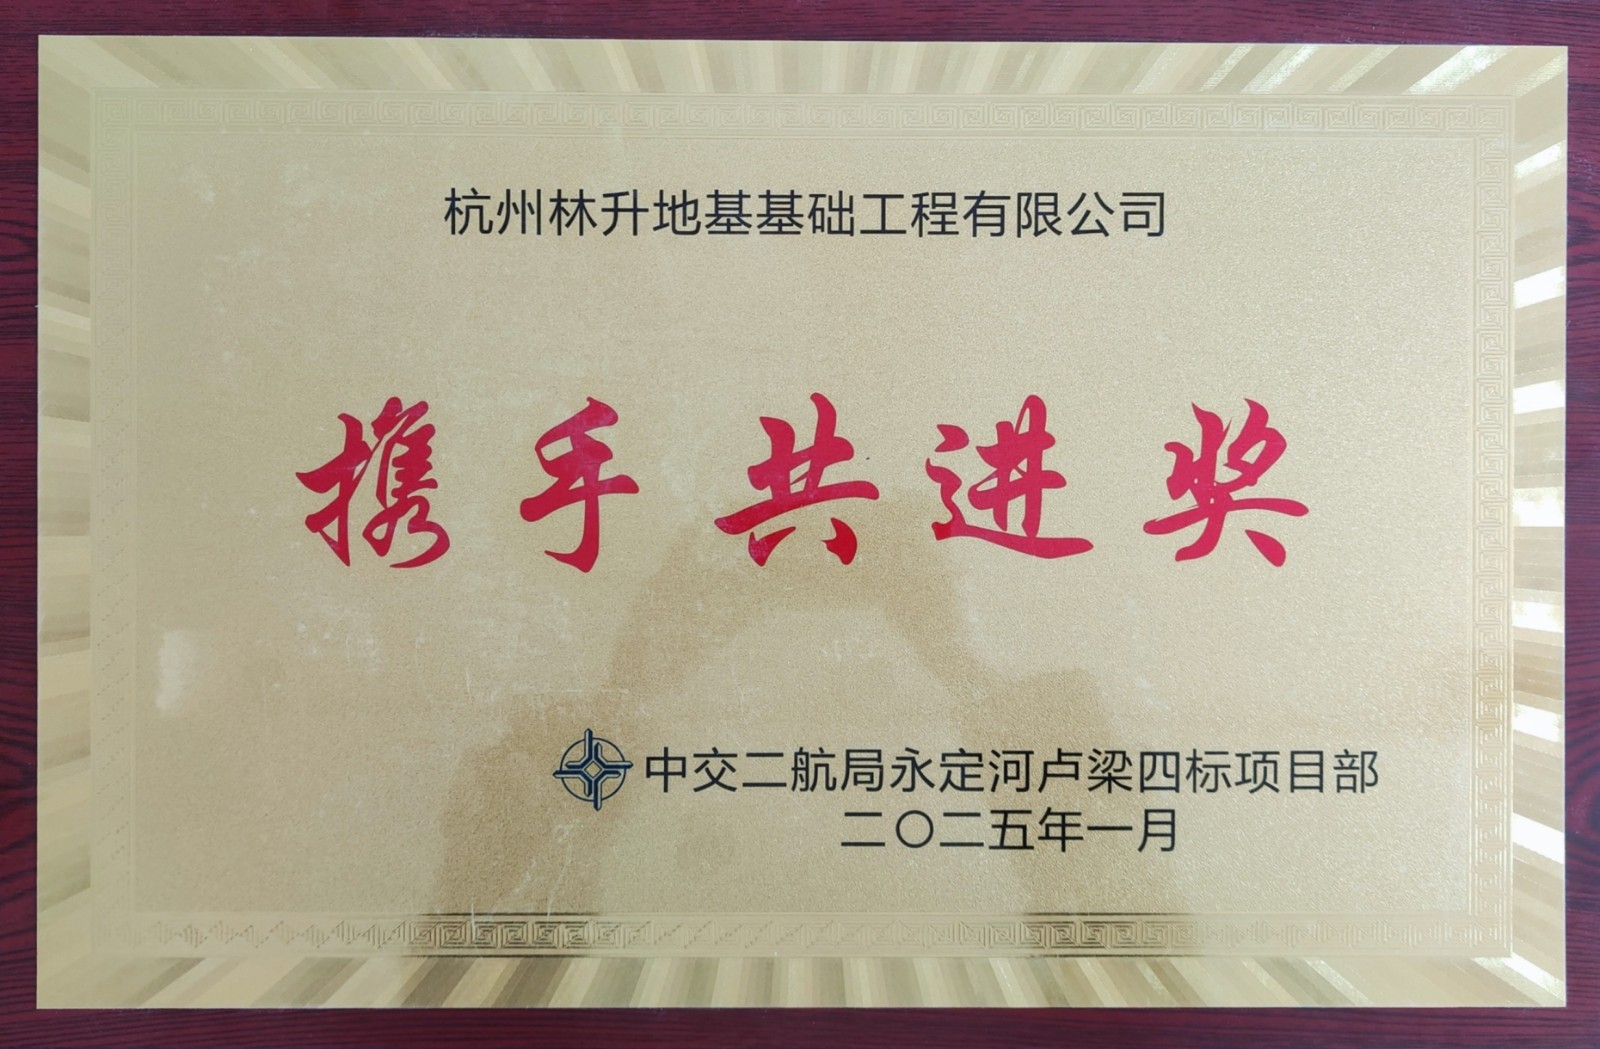 杭州林升地基基础工程有限公司
携手共进奖
中交二航局永定河卢梁四标项目部
二〇二五年一月